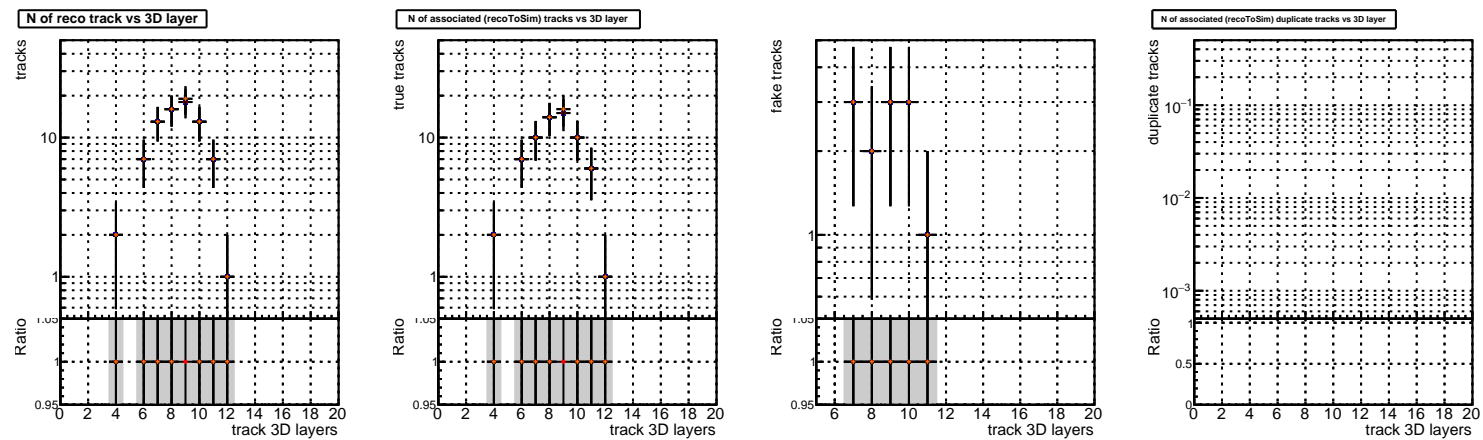 N of reco track vs 3D layer
tracks
10
1
Ratio
1.05
1
0.95
0 2 4 6 8 10 12 14 16 18 20
track 3D layers
N of associated (recoToSim) tracks vs 3D layer
true tracks
10
1
Ratio
1.05
1
0.95
0 2 4 6 8 10 12 14 16 18 20
track 3D layers
fake tracks
1
Ratio
1.05
1
0.95
6 8 10 12 14 16 18 20
track 3D layers
N of associated (recoToSim) duplicate tracks vs 3D layer
duplicate tracks
10⁻¹
10⁻²
10⁻³
Ratio
1
0.5
0
0 2 4 6 8 10 12 14 16 18 20
track 3D layers